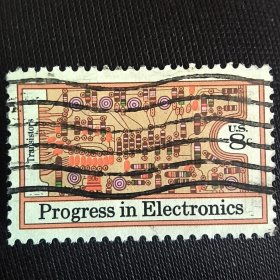 Transistors
U.S.
8c
Progress in Electronics